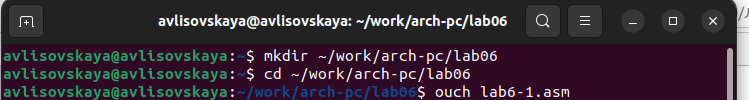 avlisovskaya@avlisovskaya: ~/work/arch-pc/lab06
avlisovskaya@avlisovskaya:~$ mkdir ~/work/arch-pc/lab06
avlisovskaya@avlisovskaya:~$ cd ~/work/arch-pc/lab06
avlisovskaya@avlisovskaya:~/work/arch-pc/lab06$ ouch lab6-1.asm